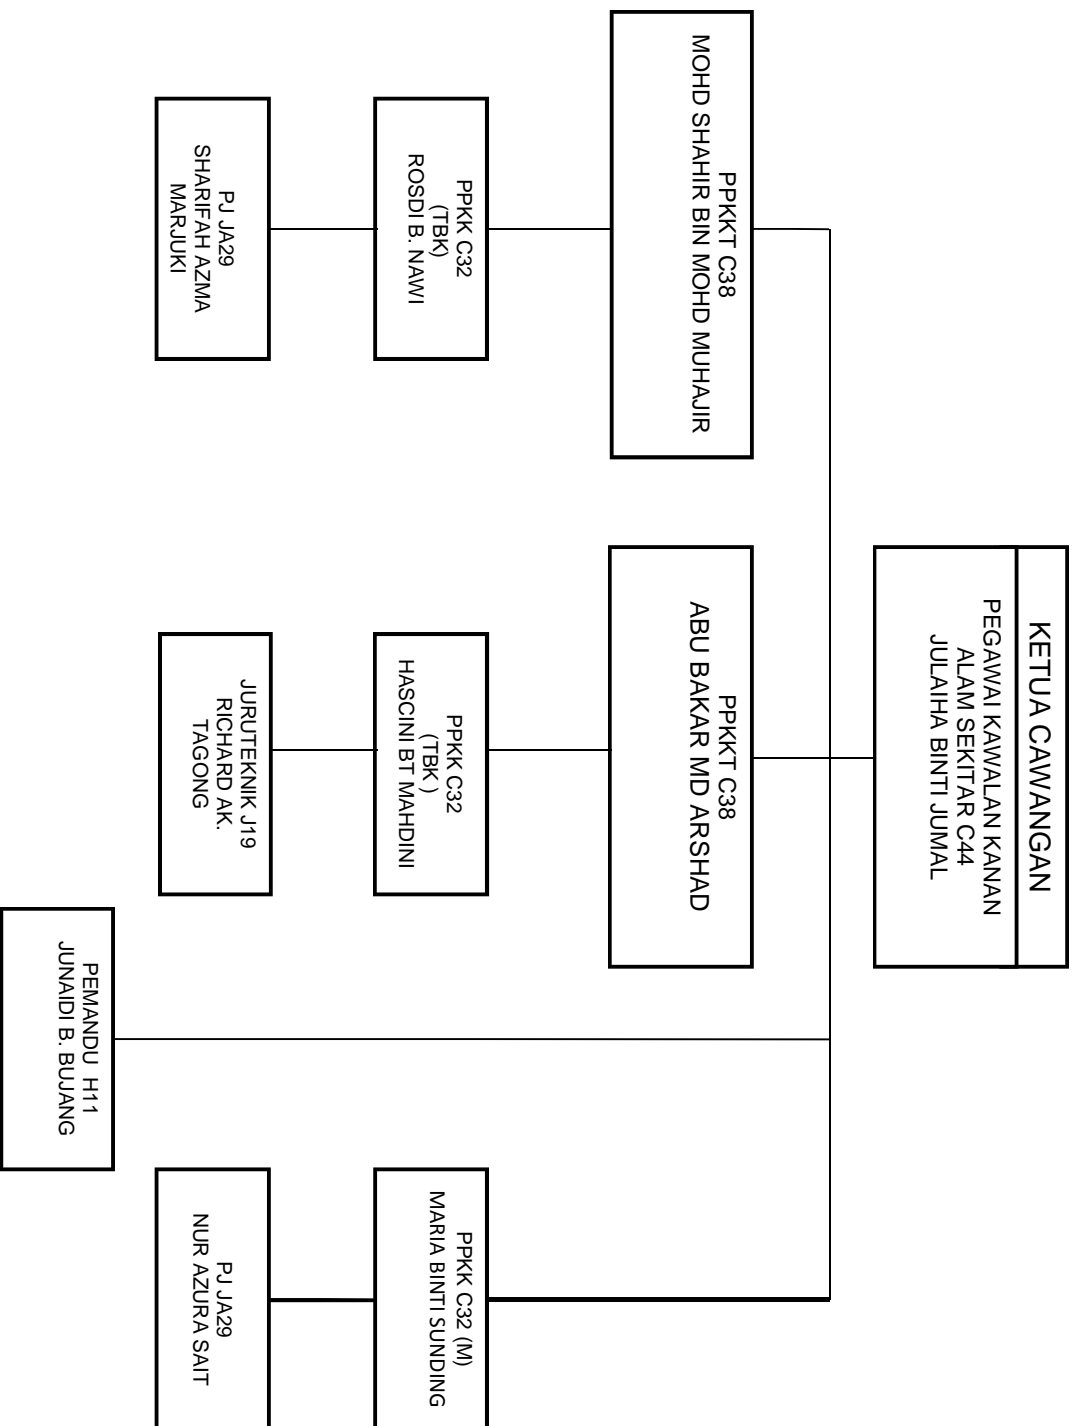 KETUA CAWANGAN
PEGAWAI KAWALAN KANAN
ALAM SEKITAR C44
JULAIHA BINTI JUMAL
PPKKT C38
MOHD SHAHIR BIN MOHD MUHAJIR
PPKKT C38
ABU BAKAR MD ARSHAD
PPKK C32
(TBK)
ROSDI B. NAWI
PPKK C32
(TBK )
HASCINI BT MAHDINI
PPKK C32 (M)
MARIA BINTI SUNDING
PJ JA29
SHARIFAH AZMA
MARJUKI
JURUTEKNIK J19
RICHARD AK.
TAGONG
PJ JA29
NUR AZURA SAIT
PEMANDU  H11
JUNAIDI B. BUJANG